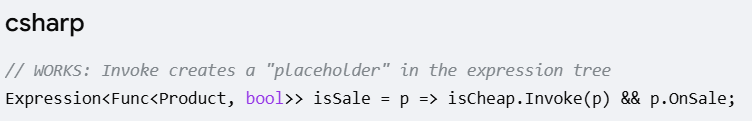 csharp
// WORKS: Invoke creates a "placeholder" in the expression tree
Expression<Func<Product, bool>> isSale = p => isCheap.Invoke(p) && p.OnSale;